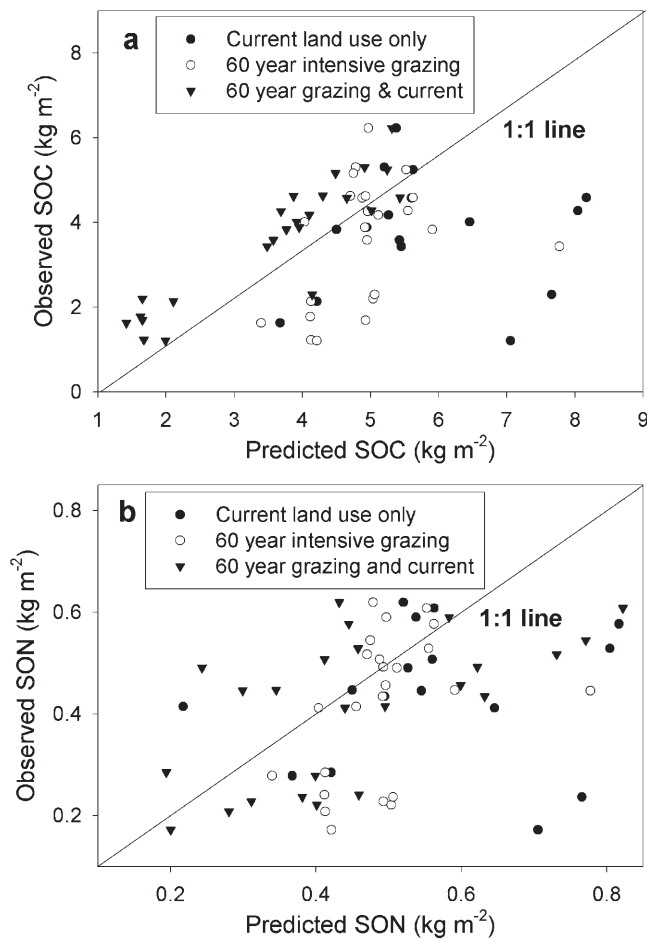 a
Current land use only
60 year intensive grazing
60 year grazing & current
1:1 line
8
6
4
2
0
Observed SOC (kg m⁻²)
1 2 3 4 5 6 7 8 9
Predicted SOC (kg m⁻²)
b
Current land use only
60 year intensive grazing
60 year grazing and current
1:1 line
0.8
0.6
0.4
0.2
Observed SON (kg m⁻²)
0.2 0.4 0.6 0.8
Predicted SON (kg m⁻²)